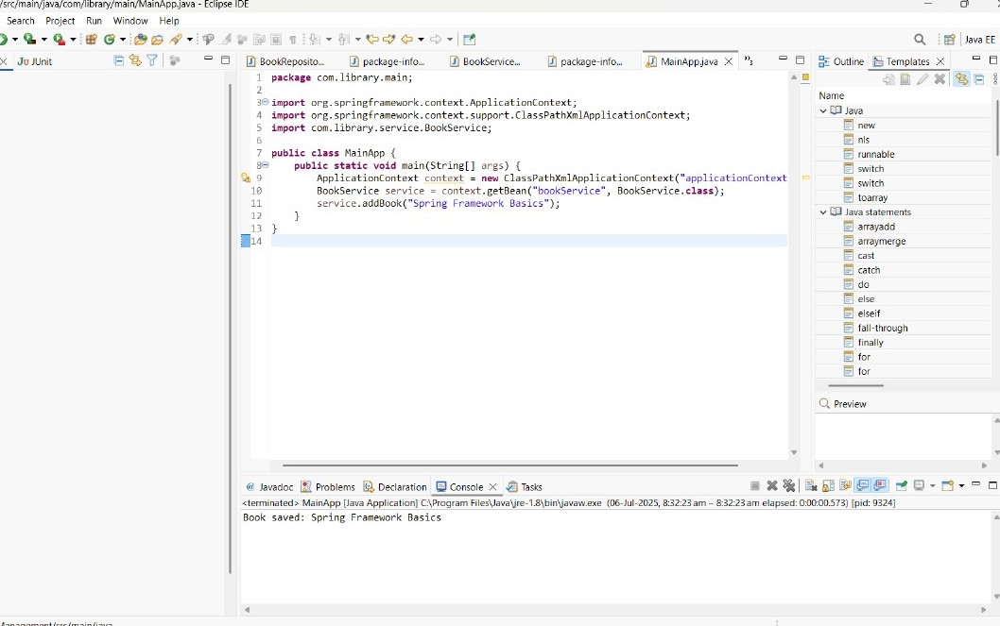 /src/main/java/com/library/main/MainApp.java - Eclipse IDE
Search Project Run Window Help
Java EE
JUnit
BookReposito... package-info... BookService... package-info... MainApp.java »3
Outline Templates
1 package com.library.main;
2
3 import org.springframework.context.ApplicationContext;
4 import org.springframework.context.support.ClassPathXmlApplicationContext;
5 import com.library.service.BookService;
6
7 public class MainApp {
8 public static void main(String[] args) {
9 ApplicationContext context = new ClassPathXmlApplicationContext("applicationContext
10 BookService service = context.getBean("bookService", BookService.class);
11 service.addBook("Spring Framework Basics");
12 }
13 }
14
Name
Java
new
nls
runnable
switch
switch
toarray
Java statements
arrayadd
arraymerge
cast
catch
do
else
elseif
fall-through
finally
for
for
Preview
@ Javadoc Problems Declaration Console Tasks
<terminated> MainApp [Java Application] C:\Program Files\Java\jre-1.8\bin\javaw.exe (06-Jul-2025, 8:32:23 am – 8:32:23 am elapsed: 0:00:00.573) [pid: 9324]
Book saved: Spring Framework Basics
Management/src/main/java